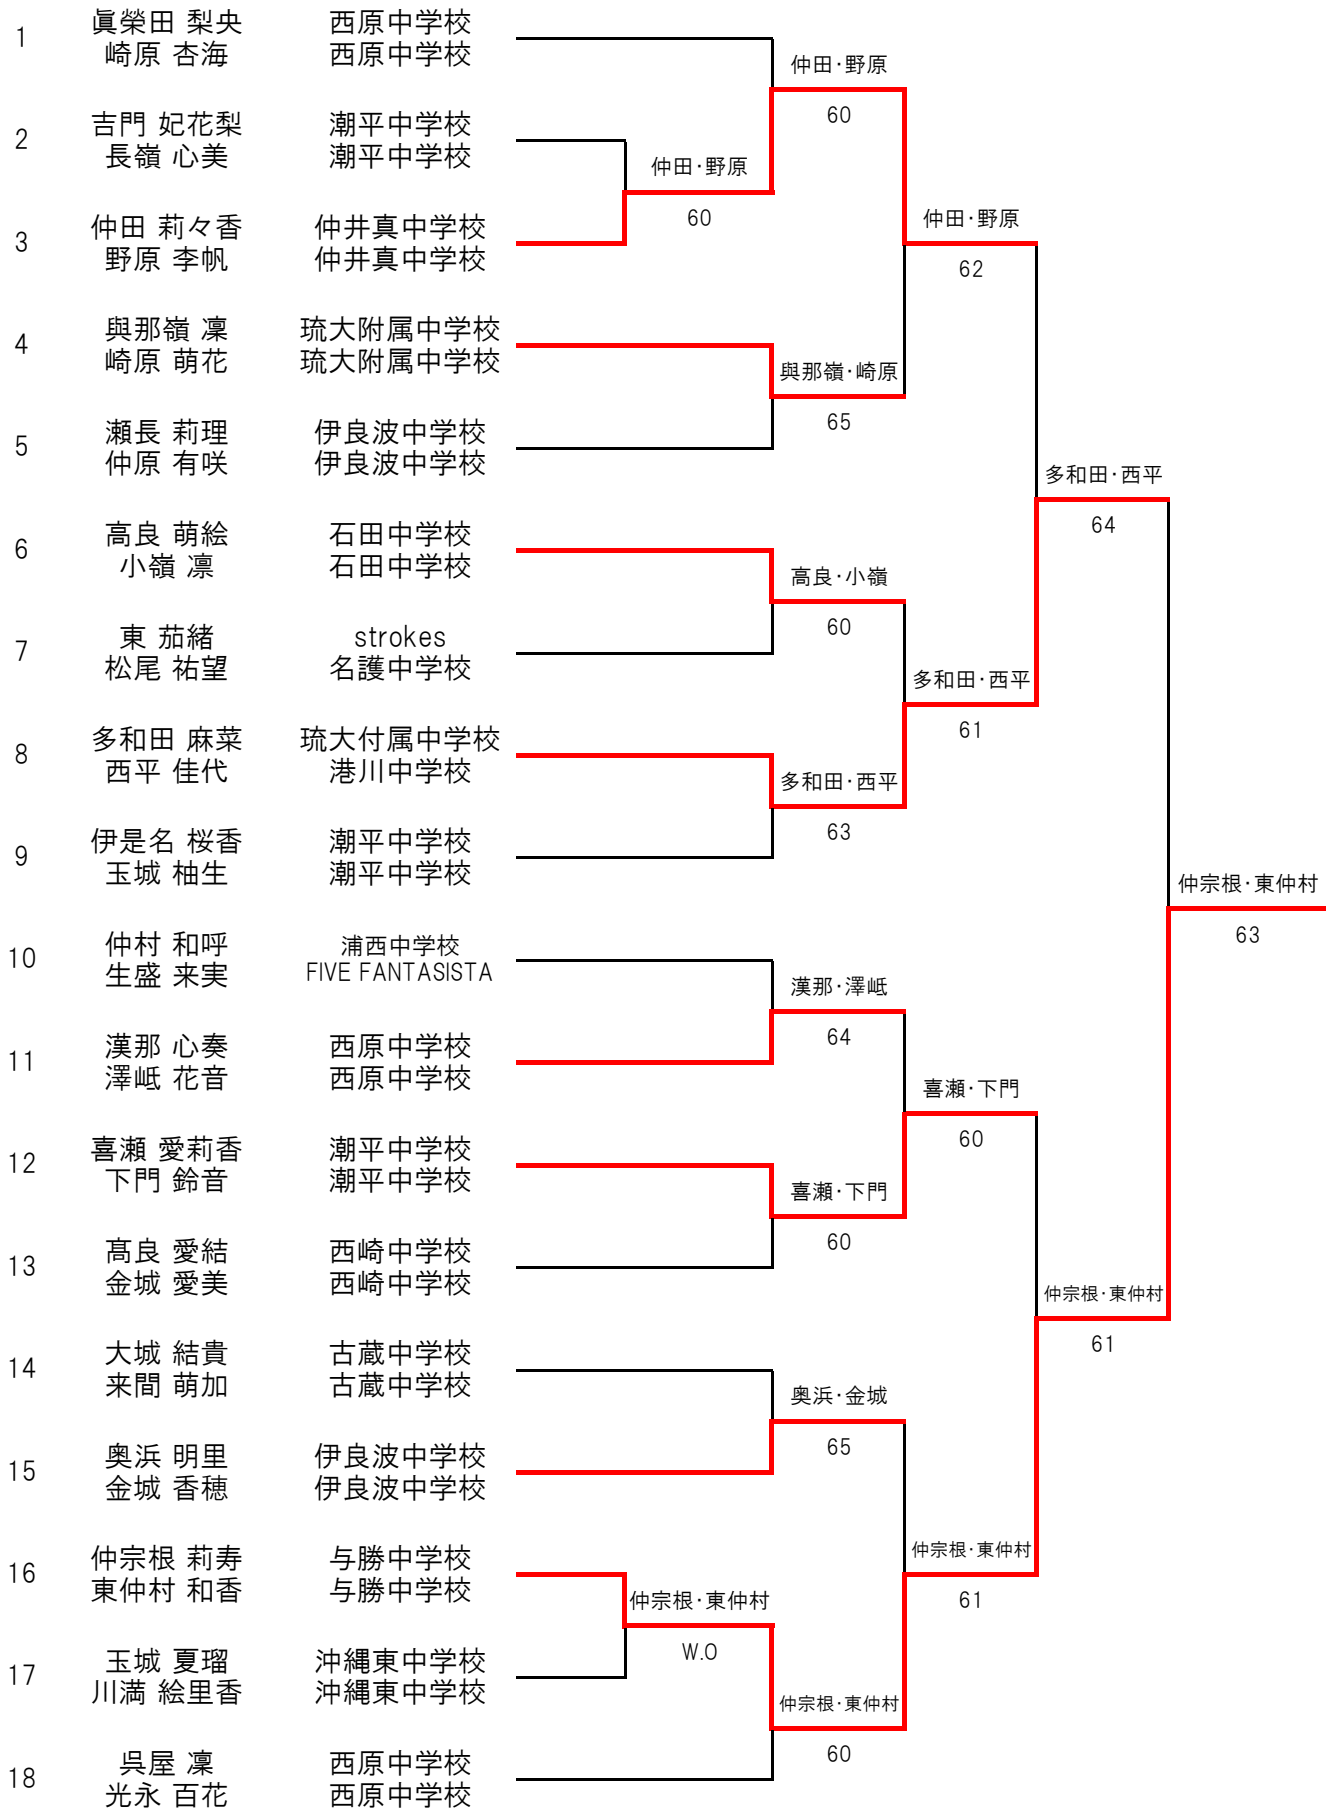 1 眞榮田 梨央 西原中学校
崎原 杏海 西原中学校
仲田・野原
60
2 吉門 妃花梨 潮平中学校
長嶺 心美 潮平中学校
仲田・野原
60
3 仲田 莉々香 仲井真中学校
野原 李帆 仲井真中学校
仲田・野原
62
4 與那嶺 凜 琉大附属中学校
崎原 萌花 琉大附属中学校
與那嶺・崎原
65
5 瀬長 莉理 伊良波中学校
仲原 有咲 伊良波中学校
多和田・西平
64
6 高良 萌絵 石田中学校
小嶺 凛 石田中学校
高良・小嶺
60
7 東 茄緒 strokes
松尾 祐望 名護中学校
多和田・西平
61
8 多和田 麻菜 琉大付属中学校
西平 佳代 港川中学校
多和田・西平
63
9 伊是名 桜香 潮平中学校
玉城 柚生 潮平中学校
仲宗根・東仲村
63
10 仲村 和呼 浦西中学校
生盛 来実 FIVE FANTASISTA
漢那・澤岻
64
11 漢那 心奏 西原中学校
澤岻 花音 西原中学校
喜瀬・下門
60
12 喜瀬 愛莉香 潮平中学校
下門 鈴音 潮平中学校
喜瀬・下門
60
13 髙良 愛結 西崎中学校
金城 愛美 西崎中学校
仲宗根・東仲村
61
14 大城 結貴 古蔵中学校
来間 萌加 古蔵中学校
奥浜・金城
65
15 奥浜 明里 伊良波中学校
金城 香穂 伊良波中学校
仲宗根・東仲村
61
16 仲宗根 莉寿 与勝中学校
東仲村 和香 与勝中学校
仲宗根・東仲村
W.O
17 玉城 夏瑠 沖縄東中学校
川満 絵里香 沖縄東中学校
仲宗根・東仲村
60
18 呉屋 凜 西原中学校
光永 百花 西原中学校